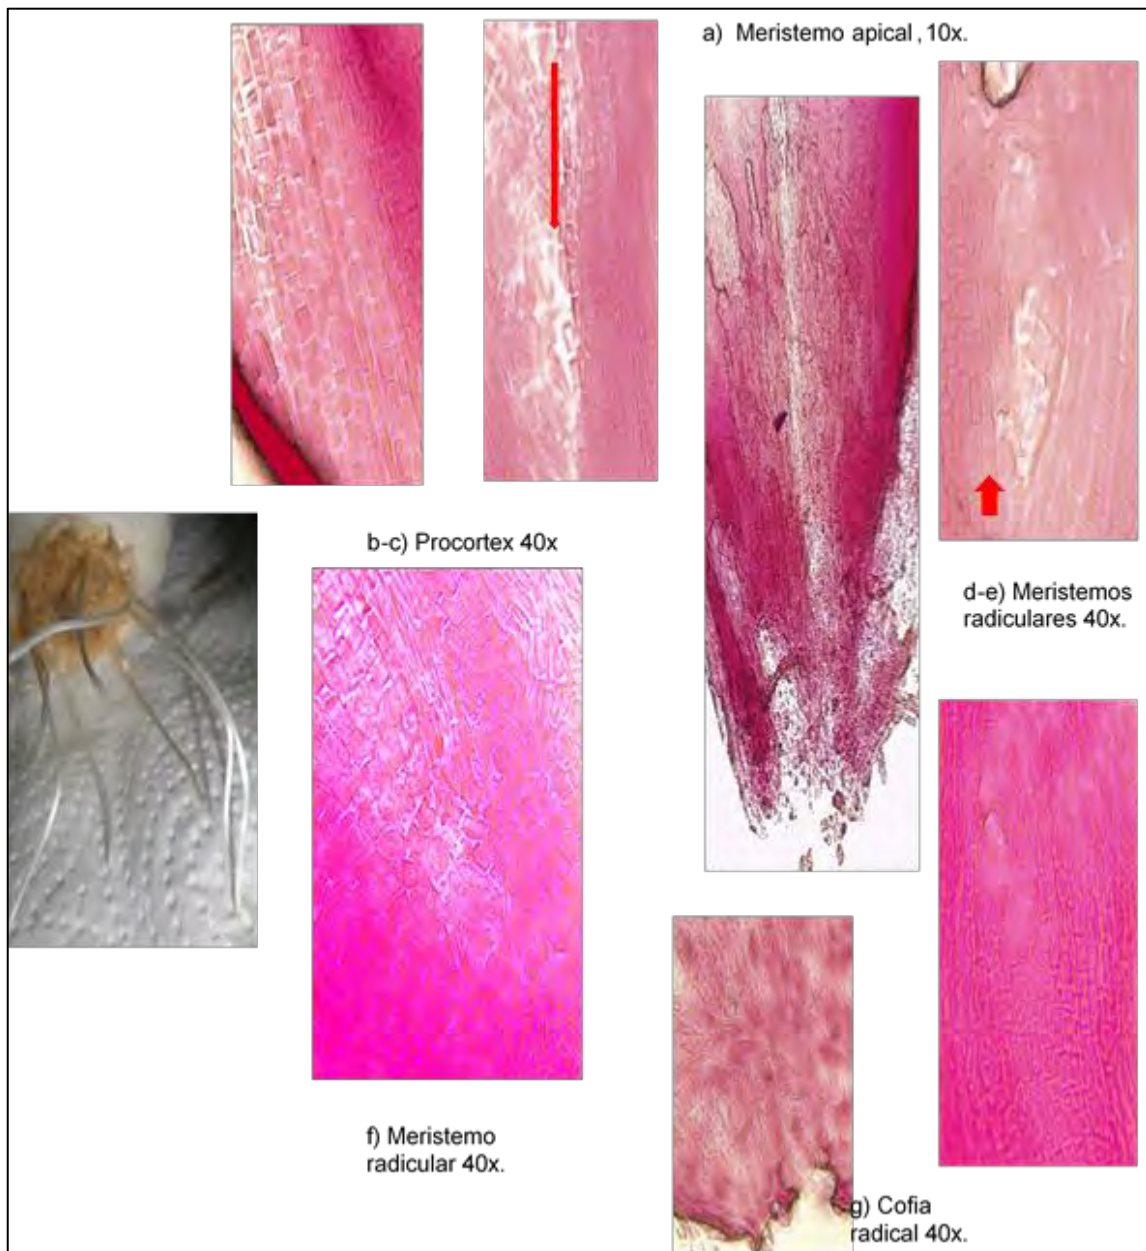 a) Meristemo apical , 10x.
b-c) Procortex 40x
d-e) Meristemos
radiculares 40x.
f) Meristemo
radicular 40x.
g) Cofia
radical 40x.